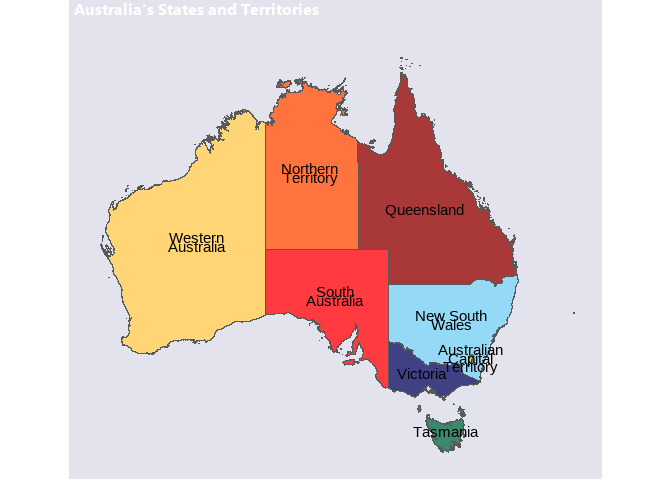 Australia's States and Territories
Northern
Territory
Queensland
Western
Australia
South
Australia
New South
Wales
Australian
Capital
Territory
Victoria
Tasmania